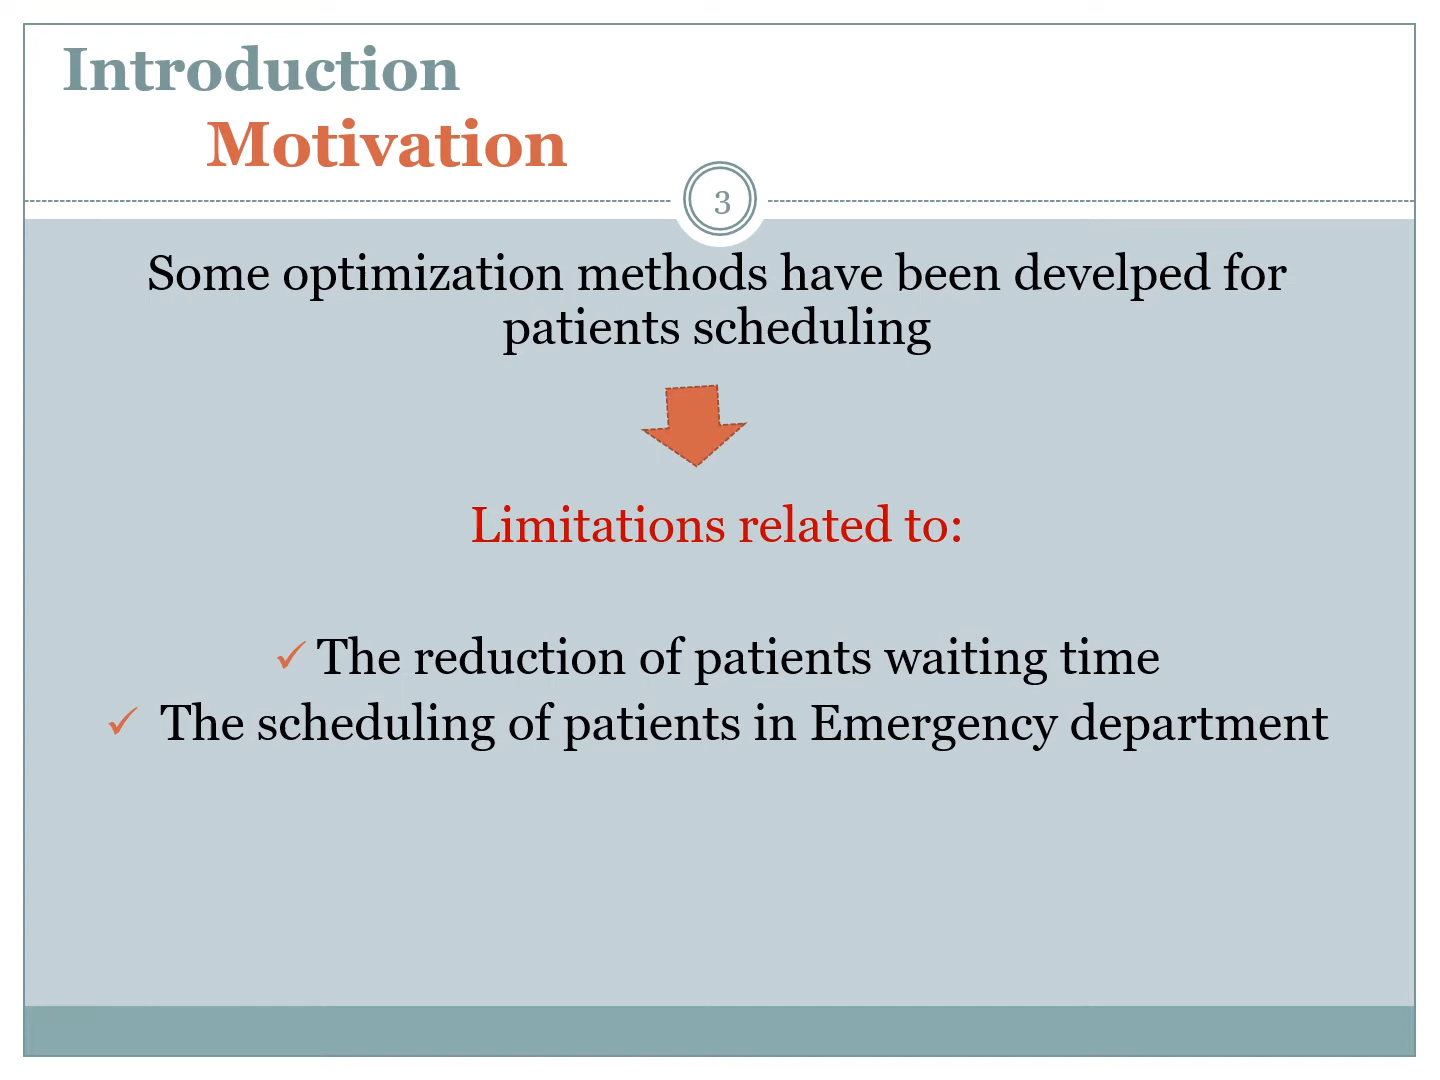 Introduction
Motivation
3
Some optimization methods have been develped for
patients scheduling
Limitations related to:
✓ The reduction of patients waiting time
✓ The scheduling of patients in Emergency department